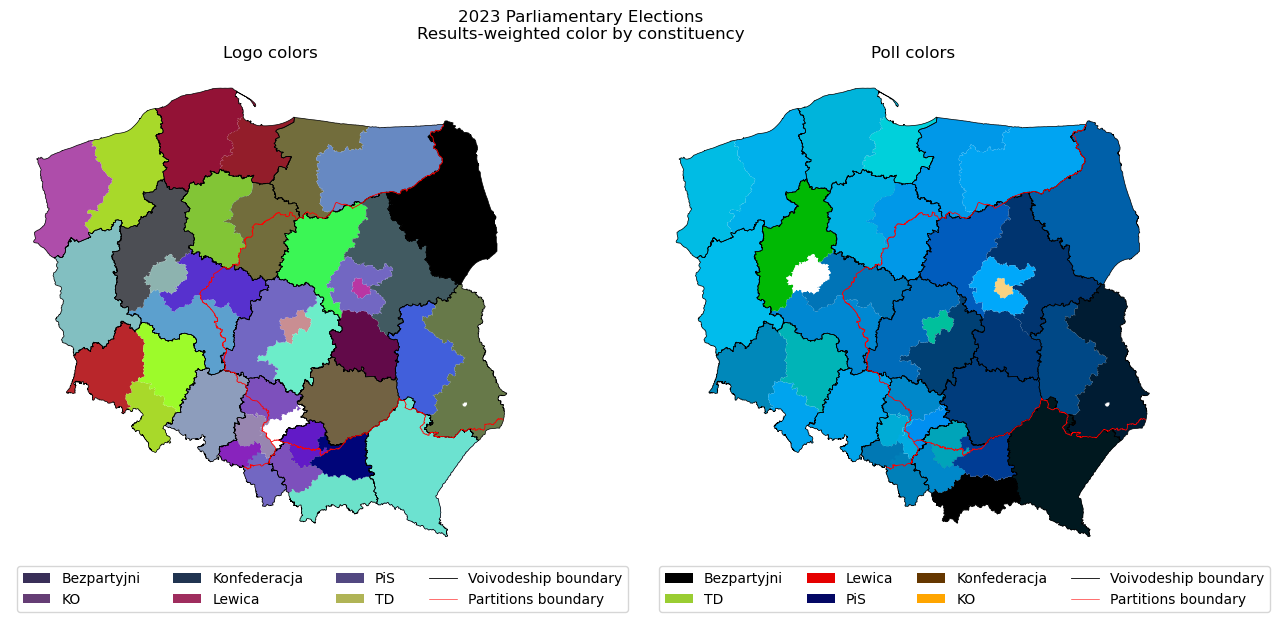 2023 Parliamentary Elections
Results-weighted color by constituency
Logo colors
Poll colors
Bezpartyjni
KO
Konfederacja
Lewica
PiS
TD
Voivodeship boundary
Partitions boundary
Bezpartyjni
TD
Lewica
PiS
Konfederacja
KO
Voivodeship boundary
Partitions boundary